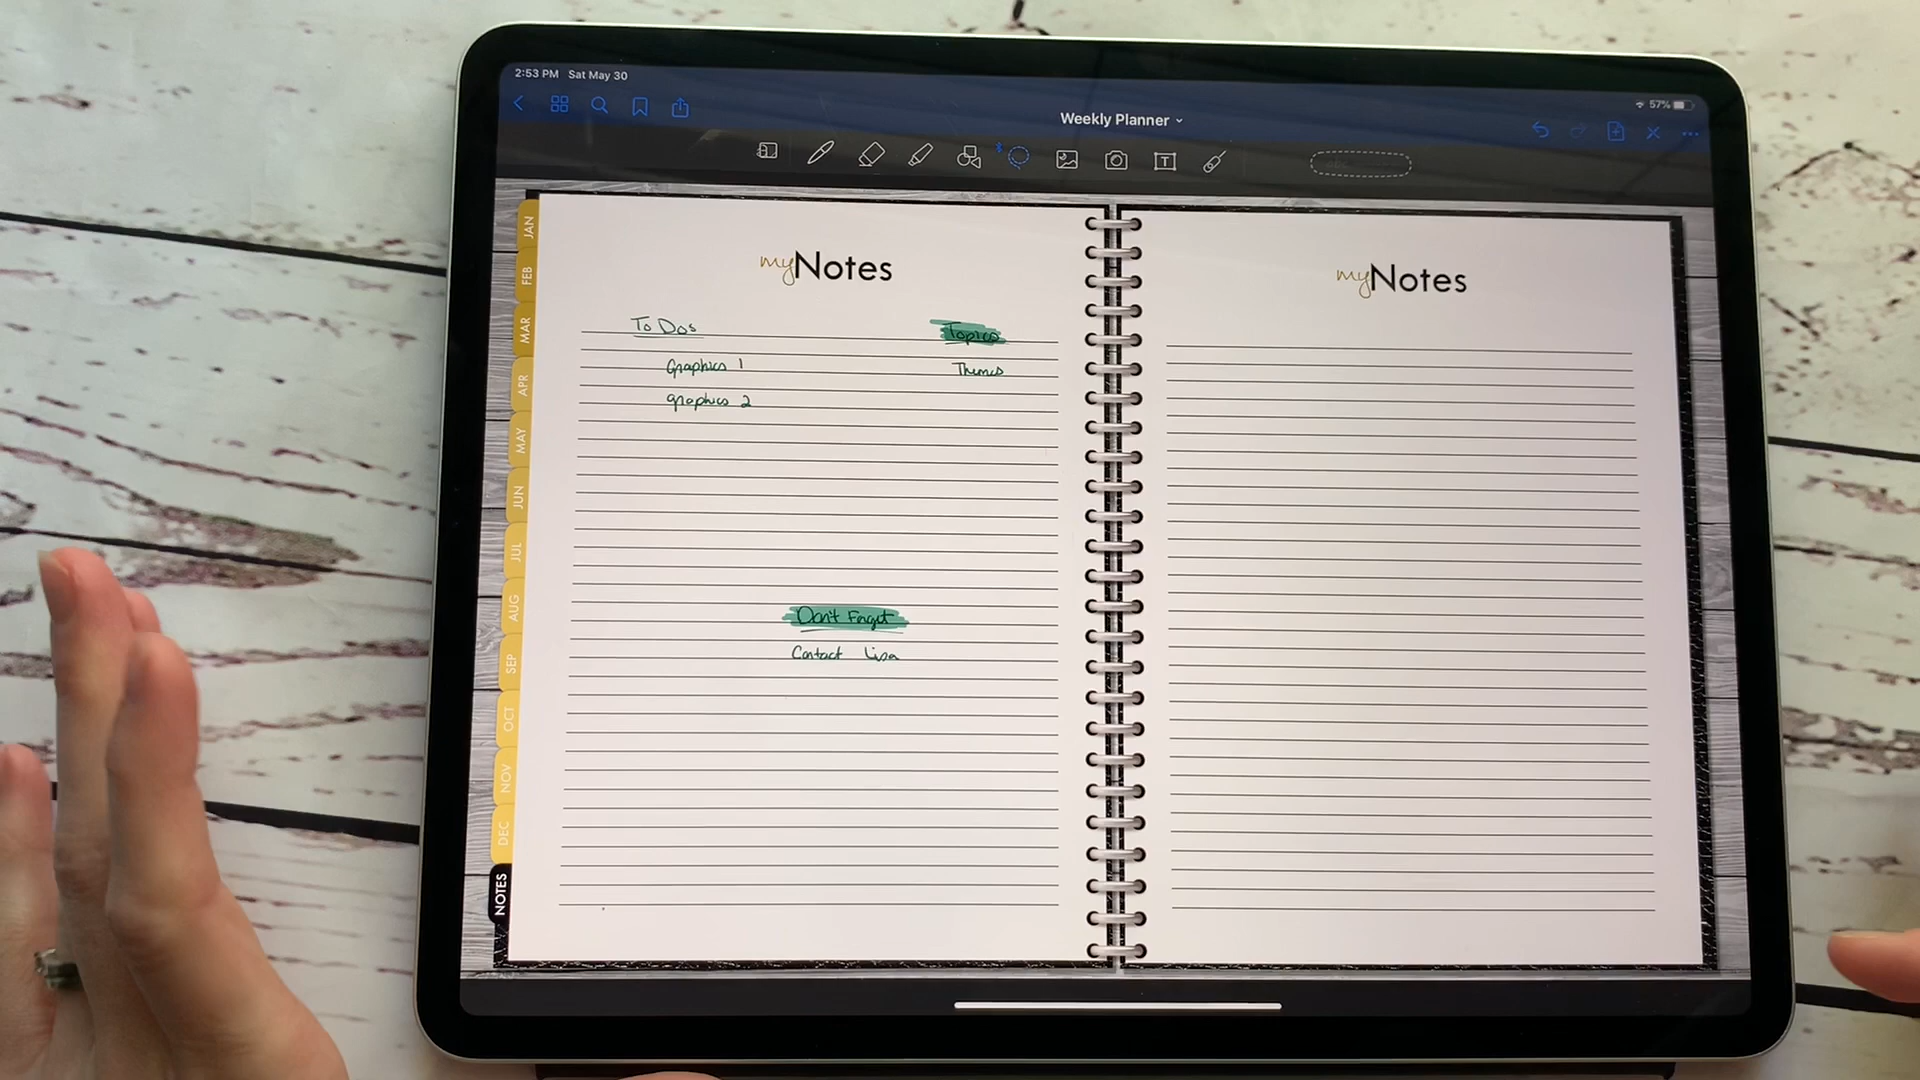 2:53 PM Sat May 30
57%
Weekly Planner
T
JAN
FEB
MAR
APR
MAY
JUN
JUL
AUG
SEP
OCT
NOV
DEC
NOTES
myNotes
To Dos
Graphics 1
graphics 2
Topics
Themes
Don't Forget
Contact Lisa
myNotes